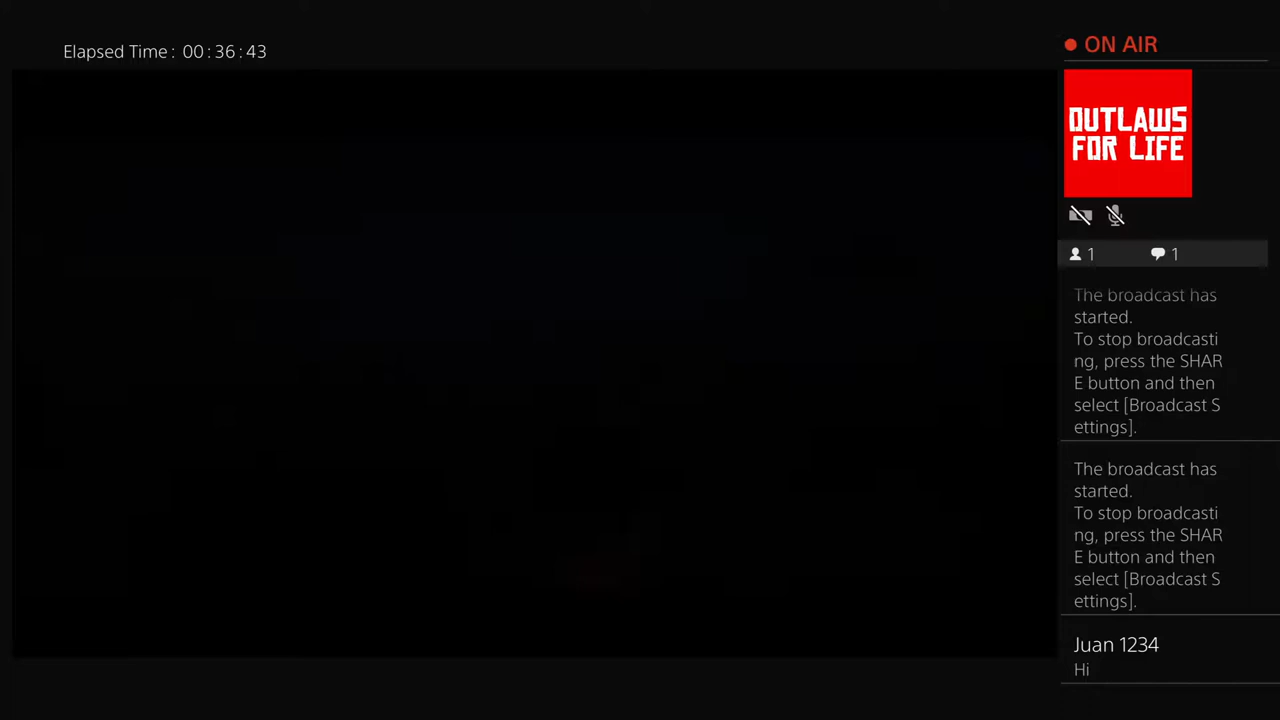 Elapsed Time: 00:36:43
ON AIR
OUTLAWS
FOR LIFE
1 1
The broadcast has
started.
To stop broadcasti
ng, press the SHAR
E button and then
select [Broadcast S
ettings].
The broadcast has
started.
To stop broadcasti
ng, press the SHAR
E button and then
select [Broadcast S
ettings].
Juan 1234
Hi